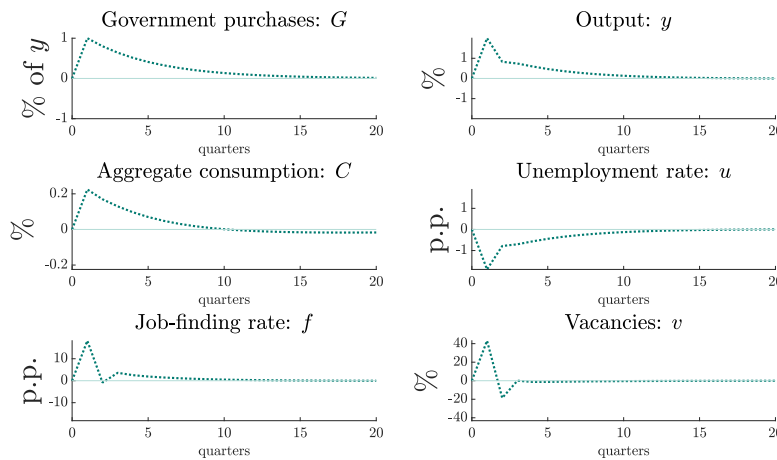 Government purchases: G
% of y
1
0
-1
0 5 10 15 20
quarters
Output: y
%
1
0
-1
0 5 10 15 20
quarters
Aggregate consumption: C
%
0.2
0
-0.2
0 5 10 15 20
quarters
Unemployment rate: u
p.p.
1
0
-1
0 5 10 15 20
quarters
Job-finding rate: f
p.p.
10
0
-10
0 5 10 15 20
quarters
Vacancies: v
%
40
20
0
-20
-40
0 5 10 15 20
quarters